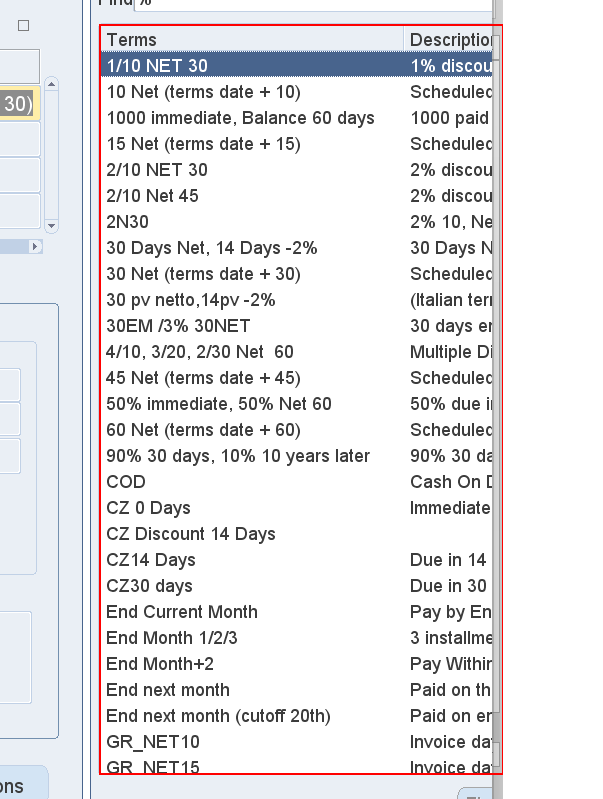 Find %
Terms Description
1/10 NET 30 1% discou
10 Net (terms date + 10) Scheduled
1000 immediate, Balance 60 days 1000 paid
15 Net (terms date + 15) Scheduled
2/10 NET 30 2% discou
30)
2/10 Net 45 2% discou
2N30 2% 10, Ne
30 Days Net, 14 Days -2% 30 Days N
30 Net (terms date + 30) Scheduled
30 pv netto,14pv -2% (Italian ter
30EM /3% 30NET 30 days e
4/10, 3/20, 2/30 Net 60 Multiple Di
45 Net (terms date + 45) Scheduled
50% immediate, 50% Net 60 50% due i
60 Net (terms date + 60) Scheduled
90% 30 days, 10% 10 years later 90% 30 da
COD Cash On D
CZ 0 Days Immediate
CZ Discount 14 Days
CZ14 Days Due in 14
CZ30 days Due in 30
End Current Month Pay by En
End Month 1/2/3 3 installme
End Month+2 Pay Within
End next month Paid on th
End next month (cutoff 20th) Paid on en
GR_NET10 Invoice da
GR_NET15 Invoice da
ons